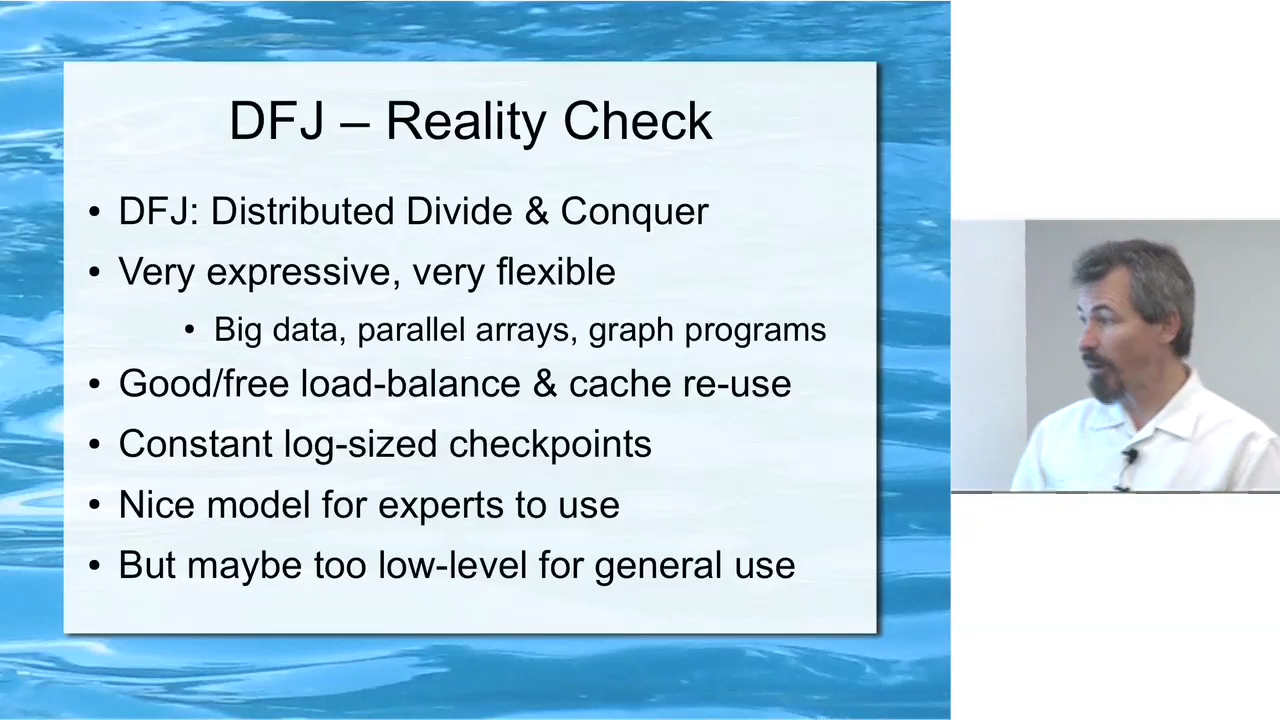 DFJ – Reality Check
• DFJ: Distributed Divide & Conquer
• Very expressive, very flexible
• Big data, parallel arrays, graph programs
• Good/free load-balance & cache re-use
• Constant log-sized checkpoints
• Nice model for experts to use
• But maybe too low-level for general use